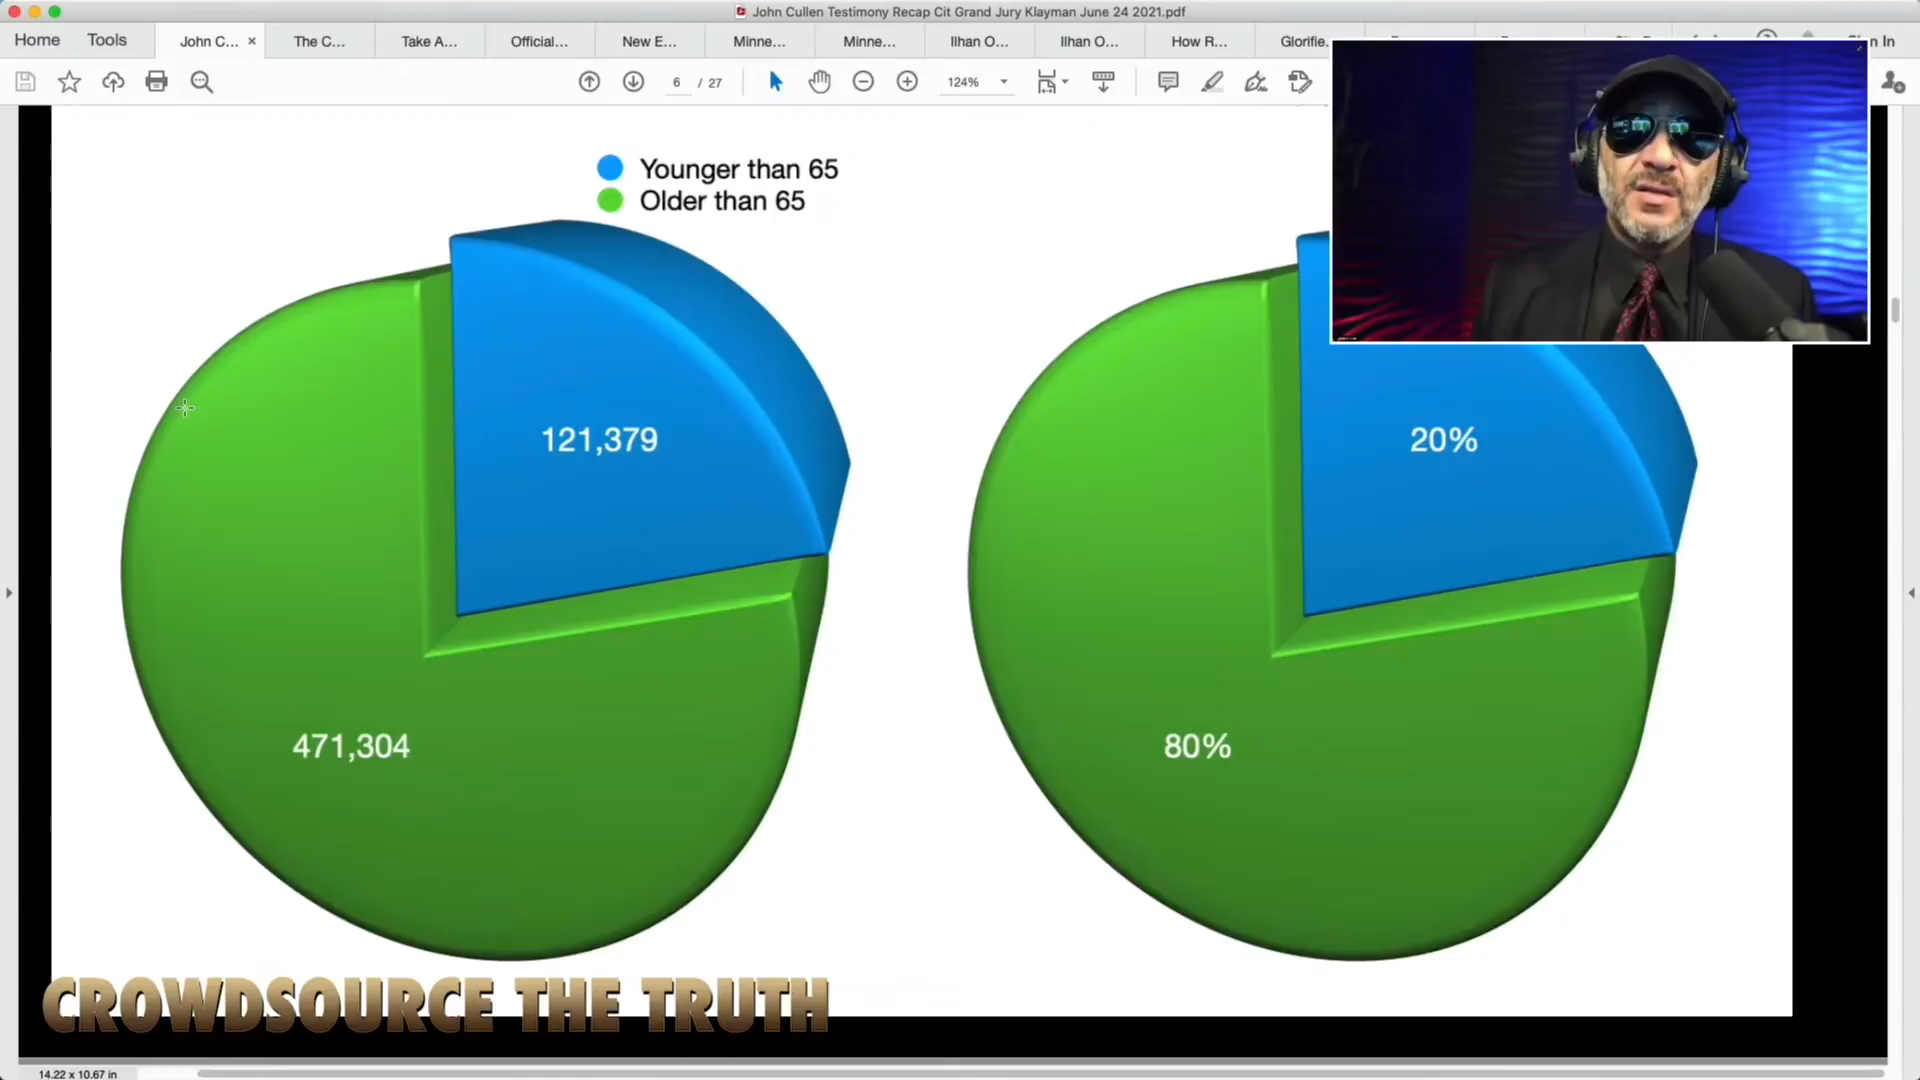 John Cullen Testimony Recap Cit Grand Jury Klayman June 24 2021.pdf
Home Tools John C... × The C... Take A... Official... New E... Minne... Minne... Ilhan O... Ilhan O... How R... Glorifie. In
6 / 27 124%
Younger than 65
Older than 65
121,379
20%
471,304
80%
CROWDSOURCE THE TRUTH
14.22 x 10.67 in